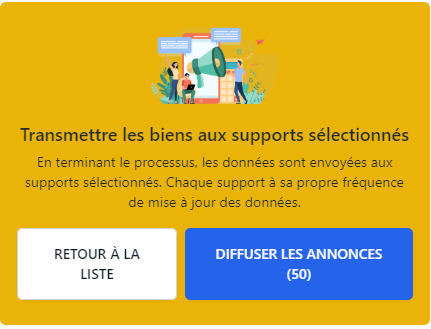 Transmettre les biens aux supports sélectionnés
En terminant le processus, les données sont envoyées aux
supports sélectionnés. Chaque support à sa propre fréquence
de mise à jour des données.
RETOUR À LA
LISTE
DIFFUSER LES ANNONCES
(50)